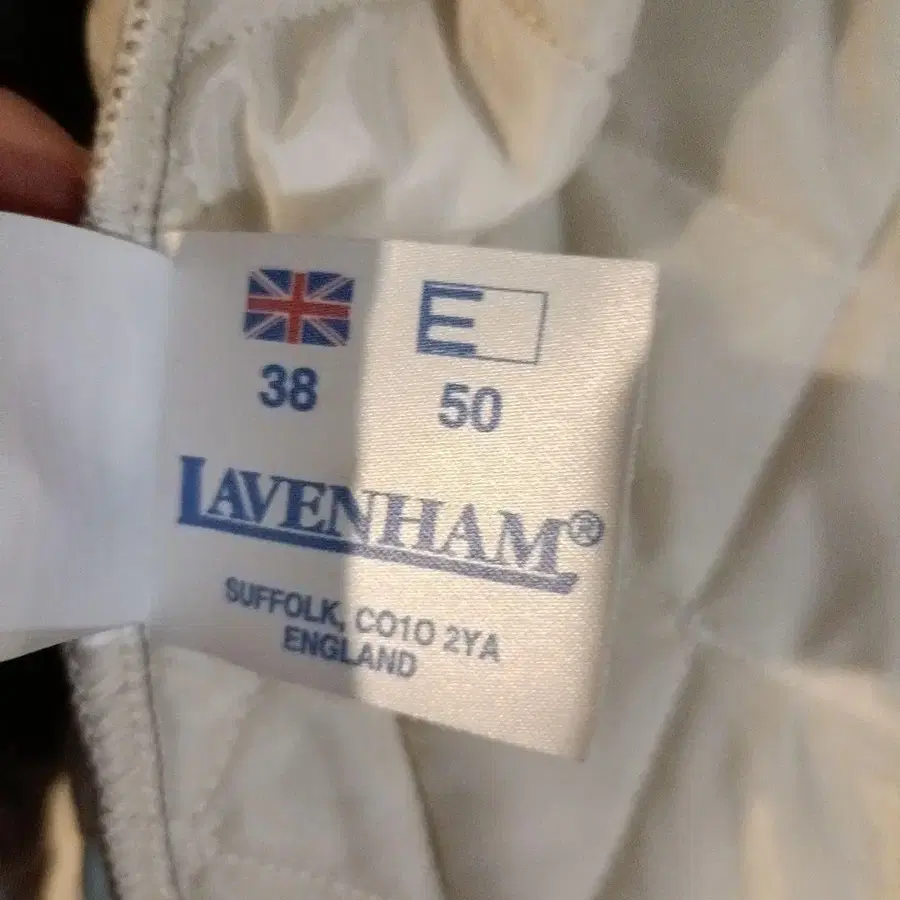 E
38 50
LAVENHAM®
SUFFOLK, CO10 2YA
ENGLAND